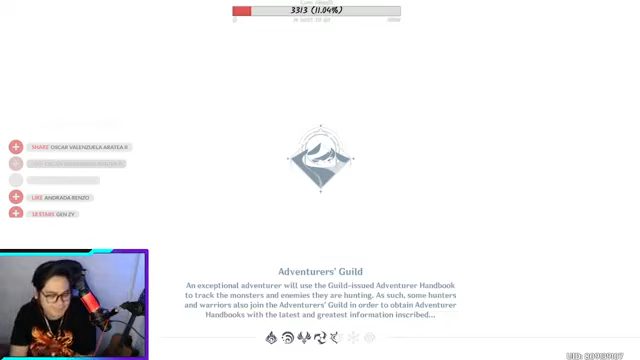 3313 (11.04%)
0
SHARE OSCAR VALENZUELA ARATEA II
LIKE ANDRADA RENZO
GEN ZY
Adventurers' Guild
An exceptional adventurer will use the Guild-issued Adventurer Handbook
to track the monsters and enemies they are hunting. As such, some hunters
and warriors also join the Adventurers' Guild in order to obtain Adventurer
Handbooks with the latest and greatest information inscribed...